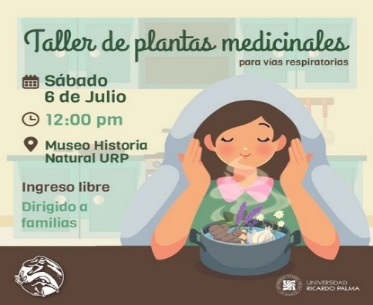 Taller de plantas medicinales
para vías respiratorias
Sábado
6 de Julio
12:00 pm
Museo Historia
Natural URP
Ingreso libre
Dirigido a
familias
UNIVERSIDAD
RICARDO PALMA